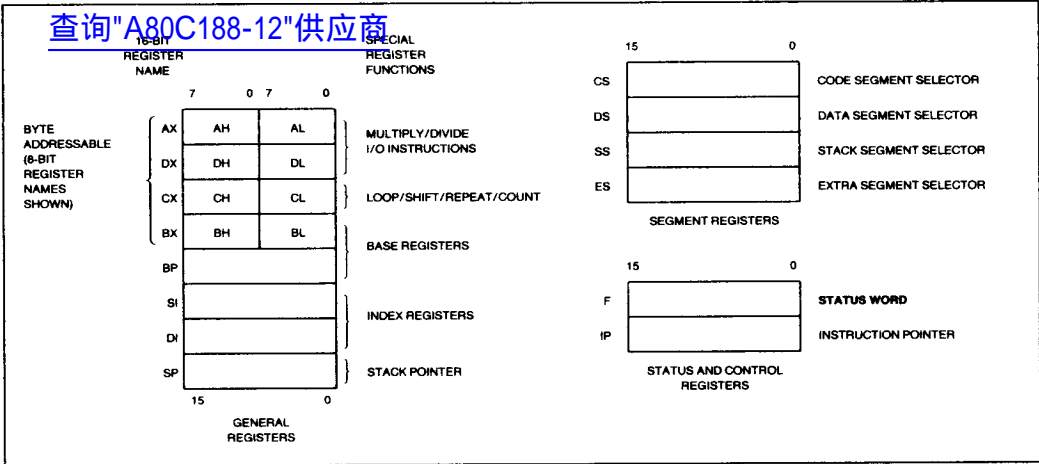 查询"A80C188-12"供应商
16-BIT
REGISTER
NAME
SPECIAL
REGISTER
FUNCTIONS
7 0 7 0
BYTE
ADDRESSABLE
(8-BIT
REGISTER
NAMES
SHOWN)
AX AH AL
DX DH DL
MULTIPLY/DIVIDE
I/O INSTRUCTIONS
CX CH CL LOOP/SHIFT/REPEAT/COUNT
BX BH BL
BASE REGISTERS
BP
SI
INDEX REGISTERS
DI
SP STACK POINTER
15 0
GENERAL
REGISTERS
15 0
CS CODE SEGMENT SELECTOR
DS DATA SEGMENT SELECTOR
SS STACK SEGMENT SELECTOR
ES EXTRA SEGMENT SELECTOR
SEGMENT REGISTERS
15 0
F STATUS WORD
IP INSTRUCTION POINTER
STATUS AND CONTROL
REGISTERS